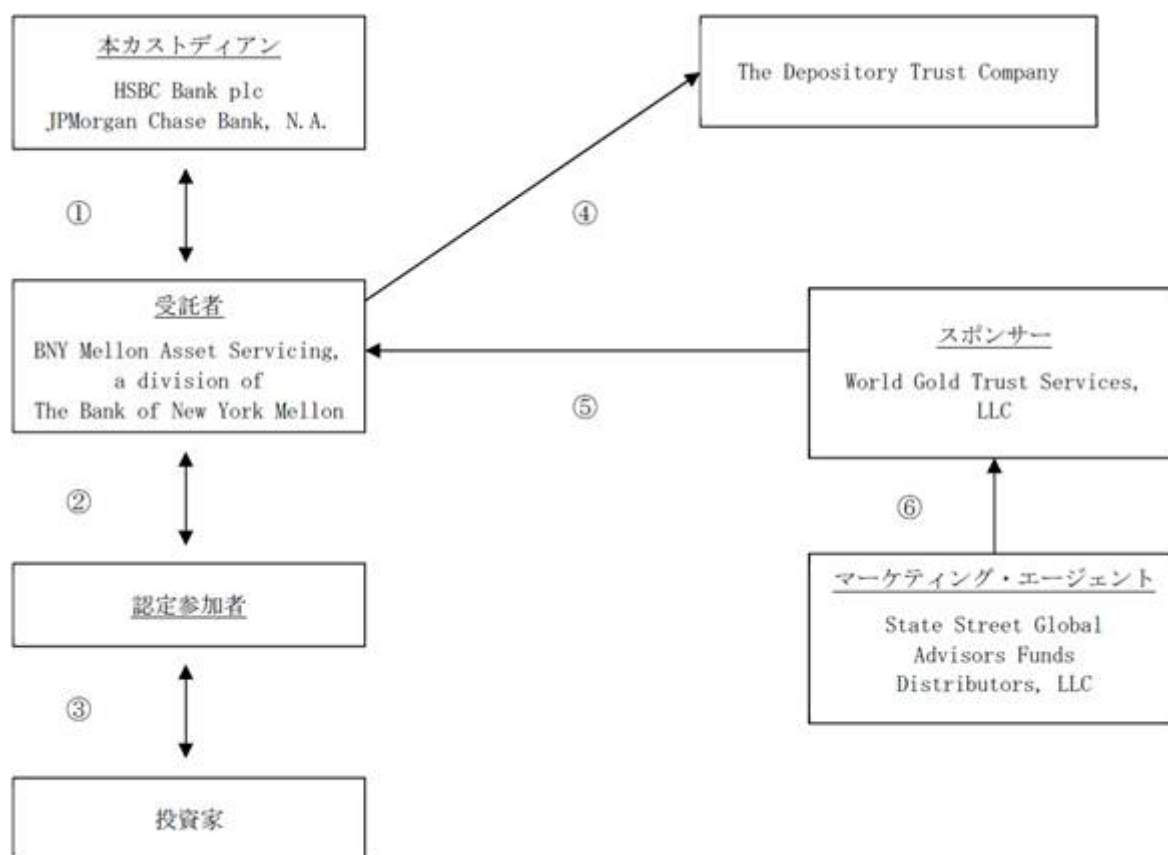 本カストディアン
HSBC Bank plc
JPMorgan Chase Bank, N.A.
The Depository Trust Company
①
④
受託者
BNY Mellon Asset Servicing,
a division of
The Bank of New York Mellon
スポンサー
World Gold Trust Services,
LLC
⑤
②
⑥
認定参加者
マーケティング・エージェント
State Street Global
Advisors Funds
Distributors, LLC
③
投資家